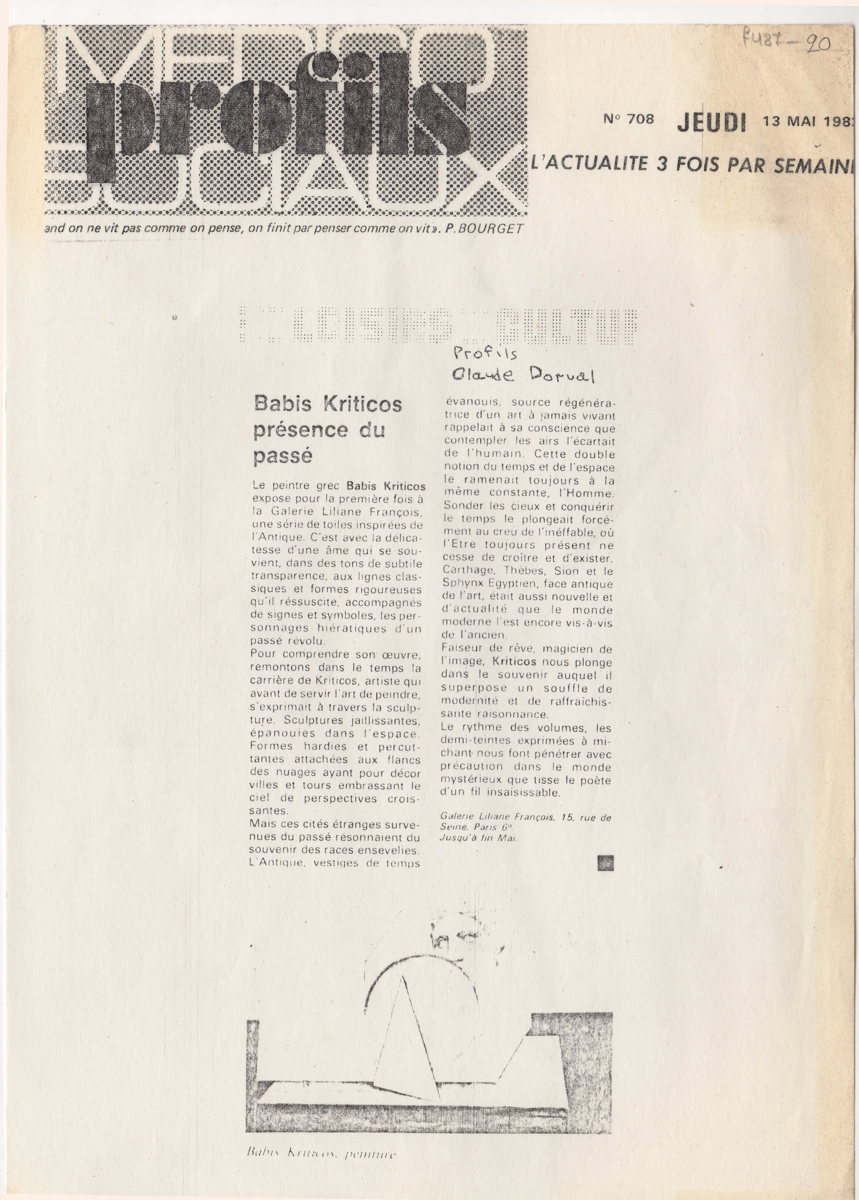 MEDICO
profils
SOCIAUX
FU37-20
N° 708 JEUDI 13 MAI 198
L'ACTUALITE 3 FOIS PAR SEMAIN
and on ne vit pas comme on pense, on finit par penser comme on vit». P. BOURGET
LOISIRS CULTUR
Profils
Claude Dorval
Babis Kriticos
présence du
passé
Le peintre grec Babis Kriticos
expose pour la première fois à
la Galerie Liliane François,
une série de toiles inspirées de
l'Antique. C'est avec la délica-
tesse d'une âme qui se sou-
vient, dans des tons de subtile
transparence, aux lignes clas-
siques et formes rigoureuses
qu'il réssuscite, accompagnés
de signes et symboles, les per-
sonnages hiératiques d'un
passé révolu.
Pour comprendre son œuvre,
remontons dans le temps la
carrière de Kriticos, artiste qui
avant de servir l'art de peindre,
s'exprimait à travers la sculp-
ture. Sculptures jaillissantes,
épanouies dans l'espace.
Formes hardies et percut-
tantes attachées aux flancs
des nuages ayant pour décor
villes et tours embrassant le
ciel de perspectives crois-
santes.
Mais ces cités étranges surve-
nues du passé résonnaient du
souvenir des races ensevelies.
L'Antique, vestiges de temps
évanouis, source régénéra-
trice d'un art à jamais vivant
rappelait à sa conscience que
contempler les airs l'écartait
de l'humain. Cette double
notion du temps et de l'espace
le ramenait toujours à la
même constante, l'Homme.
Sonder les cieux et conquérir
le temps le plongeait forcé-
ment au creu de l'inéffable, où
l'Etre toujours présent ne
cesse de croître et d'exister.
Carthage, Thèbes, Sion et le
Sphynx Egyptien, face antique
de l'art, était aussi nouvelle et
d'actualité que le monde
moderne l'est encore vis-à-vis
de l'ancien.
Faiseur de rêve, magicien de
l'image, Kriticos nous plonge
dans le souvenir auquel il
superpose un souffle de
modernité et de raffraichis-
sante raisonnance.
Le rythme des volumes, les
demi-teintes exprimées à mi-
chant nous font pénétrer avec
précaution dans le monde
mystérieux que tisse le poète
d'un fil insaisissable.
Galerie Liliane François, 15, rue de
Seine. Paris 6e.
Jusqu'à fin Mai.
Babis Kriticos, peinture